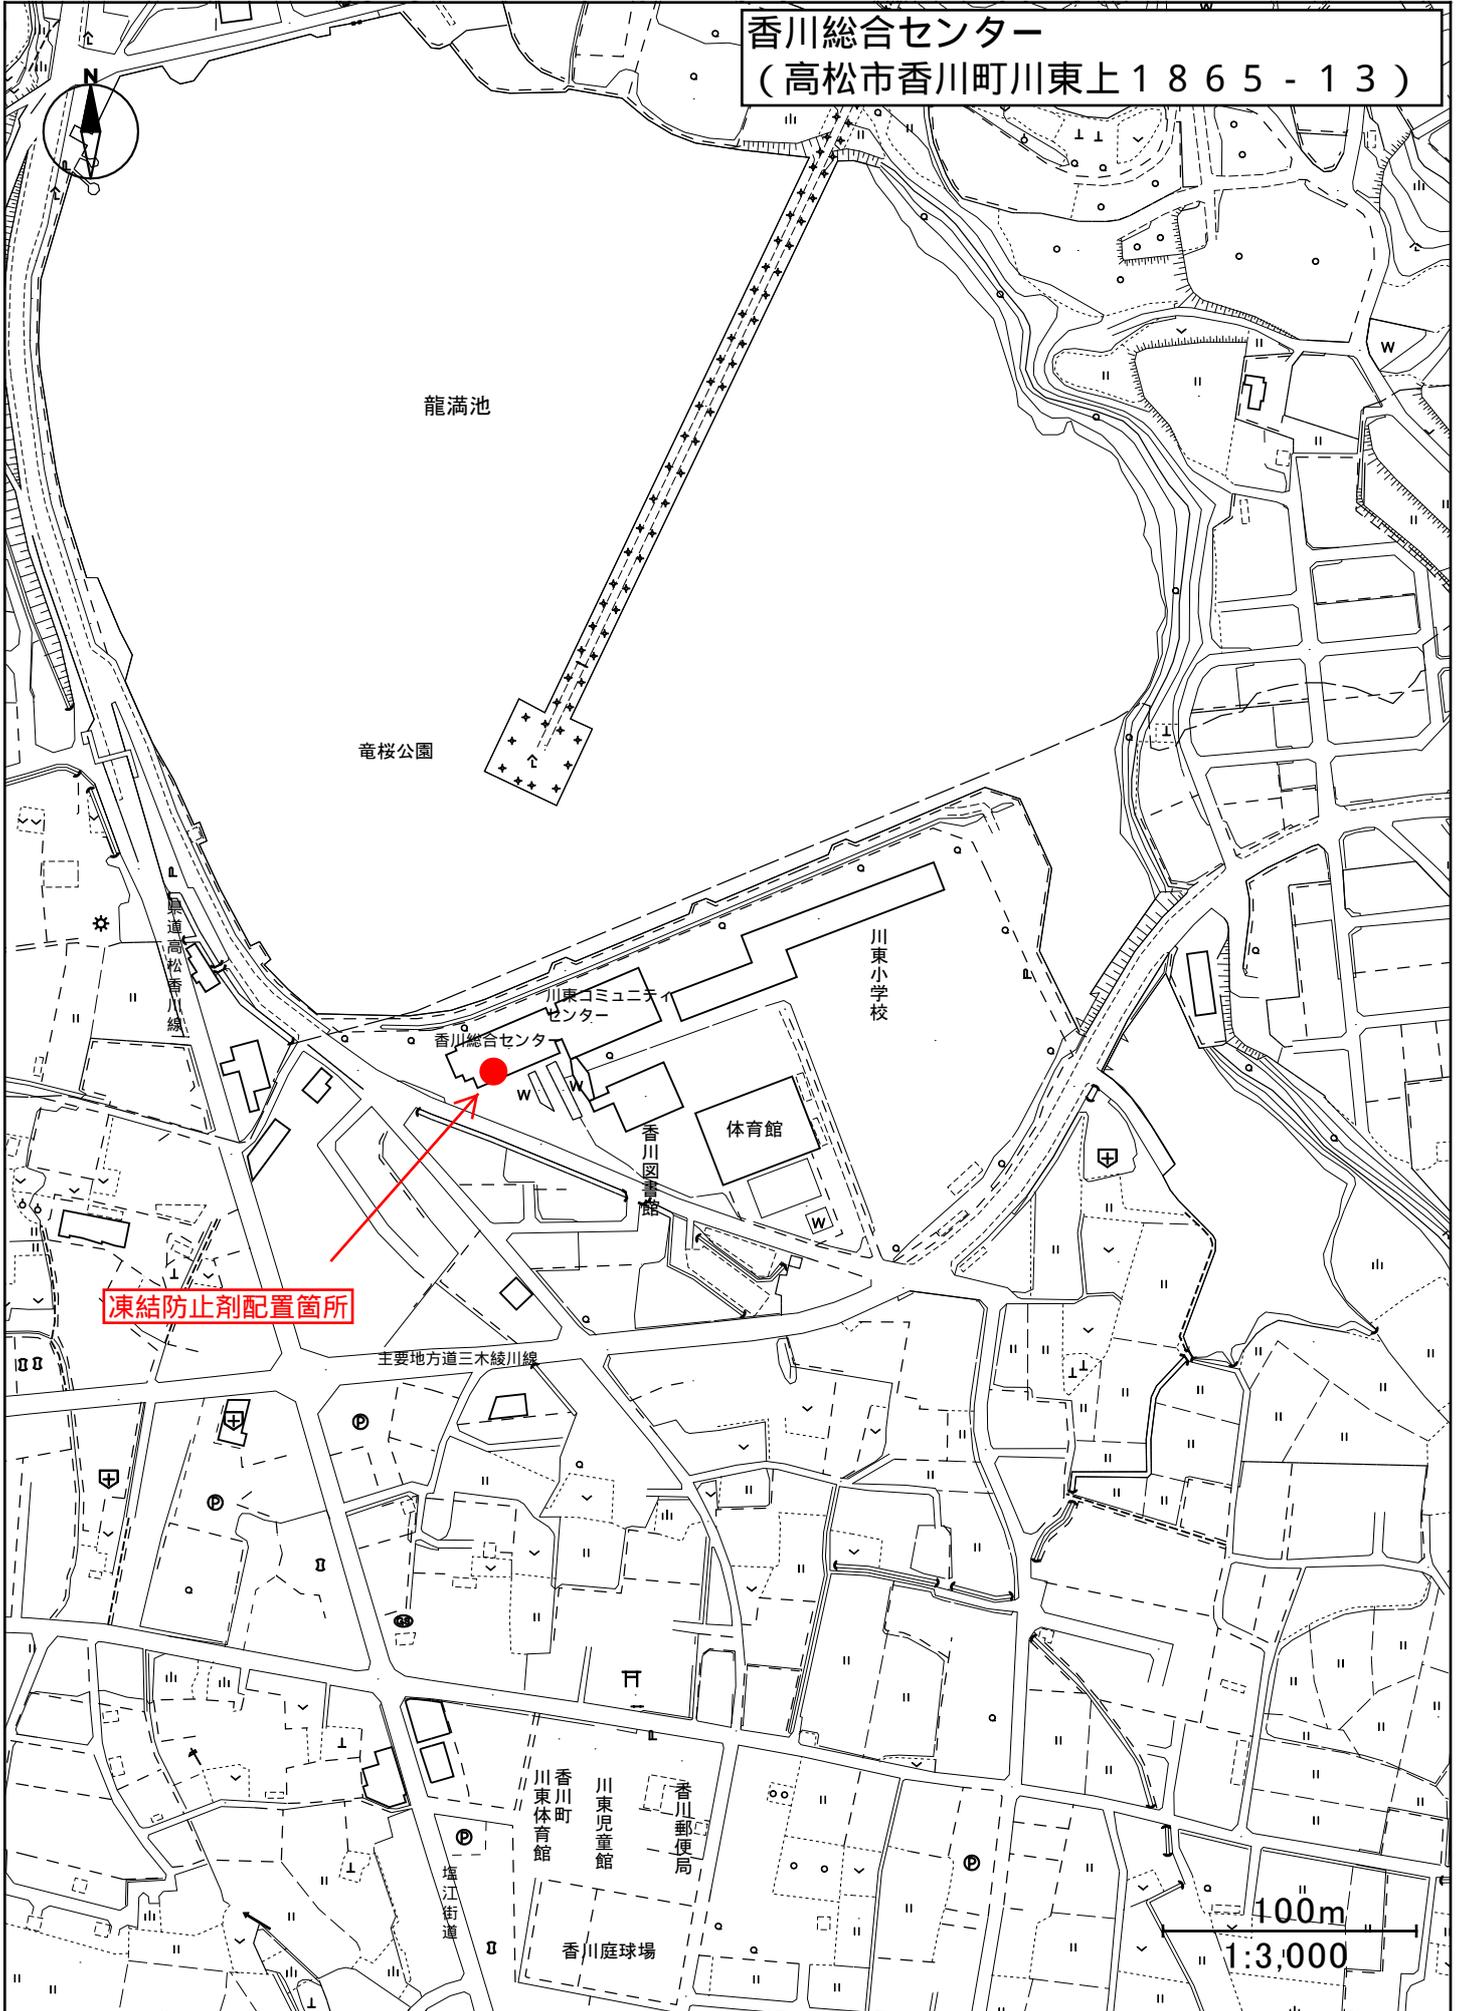 香川総合センター
（高松市香川町川東上１８６５－１３）
N
龍満池
竜桜公園
県道高松香川線
川東コミュニティ
センター
香川総合センター
川東小学校
W
W
W
W
体育館
香川図書館
凍結防止剤配置箇所
主要地方道三木綾川線
P
P
GS
香川町
川東体育館
川東児童館
香川郵便局
P
P
塩江街道
香川庭球場
100m
1:3,000